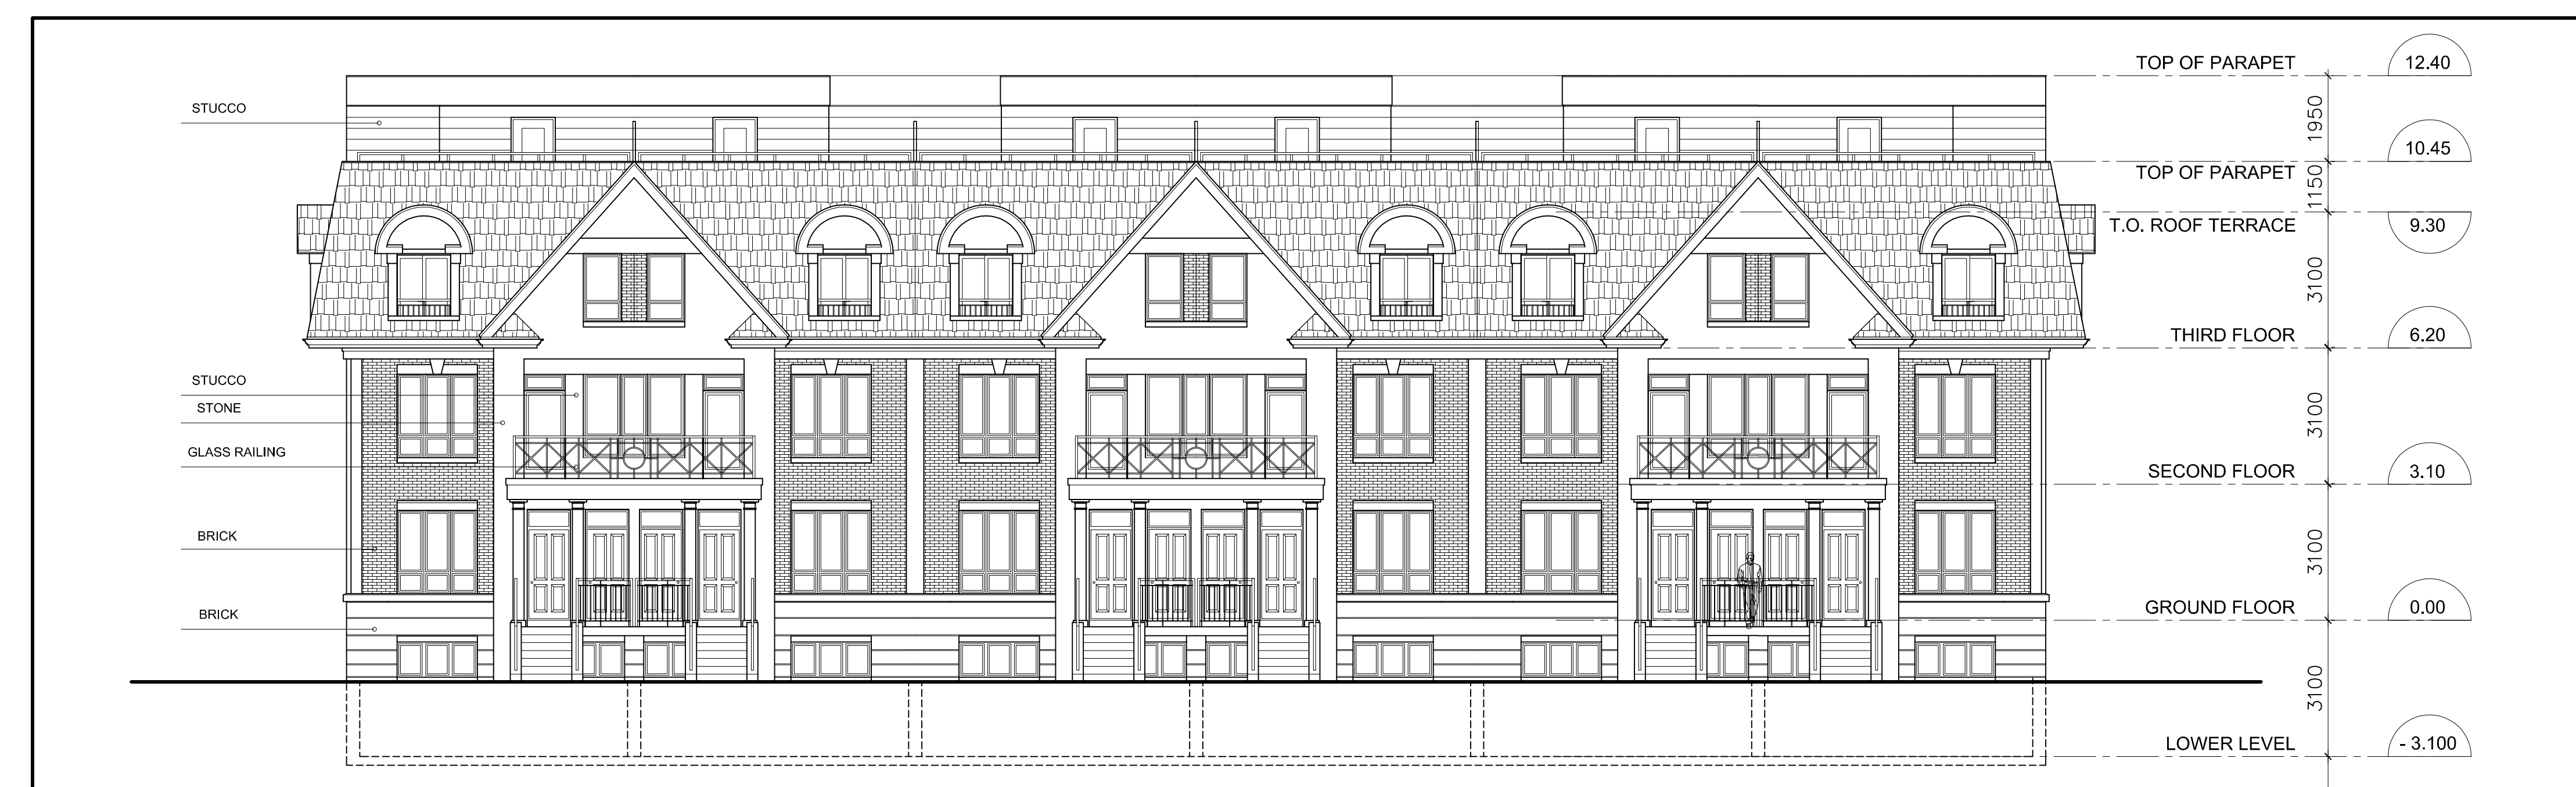 TOP OF PARAPET 12.40
STUCCO
1950
10.45
TOP OF PARAPET
1150
T.O. ROOF TERRACE 9.30
3100
THIRD FLOOR 6.20
STUCCO
STONE
3100
GLASS RAILING
SECOND FLOOR 3.10
BRICK
3100
GROUND FLOOR 0.00
BRICK
3100
LOWER LEVEL - 3.100